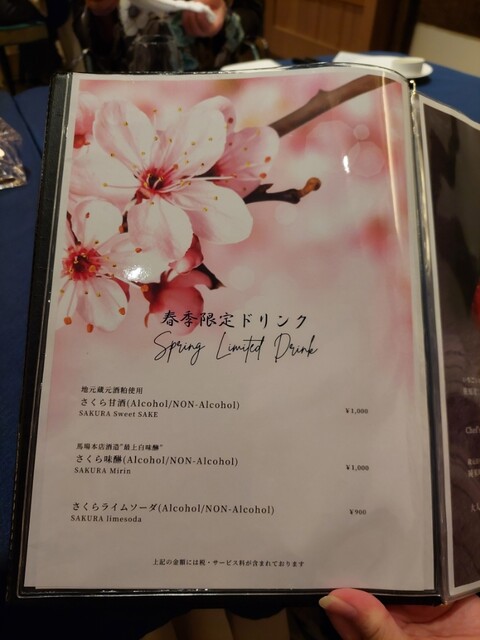 春季限定ドリンク
Spring Limited Drink
地元蔵元酒粕使用
さくら甘酒(Alcohol/NON-Alcohol)
SAKURA Sweet SAKE ¥1,000
馬場本店酒造"最上白味醂"
さくら味醂(Alcohol/NON-Alcohol)
SAKURA Mirin ¥1,000
さくらライムソーダ(Alcohol/NON-Alcohol) ¥900
SAKURA limesoda
上記の金額には税・サービス料が含まれております